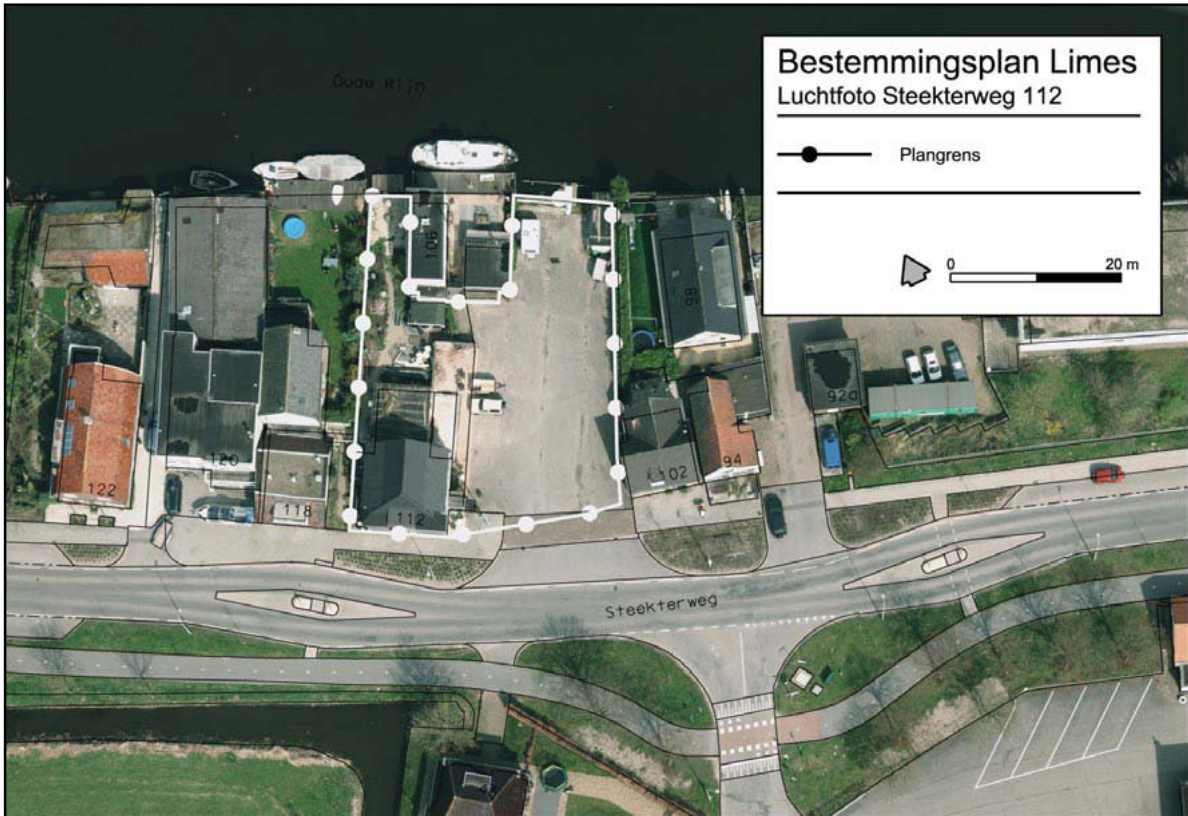 Bestemmingsplan Limes
Luchtfoto Steekterweg 112
Plangrens
0 20 m
Oude Rijn
106
98
92a
122
120
118
112
102
94
Steekterweg